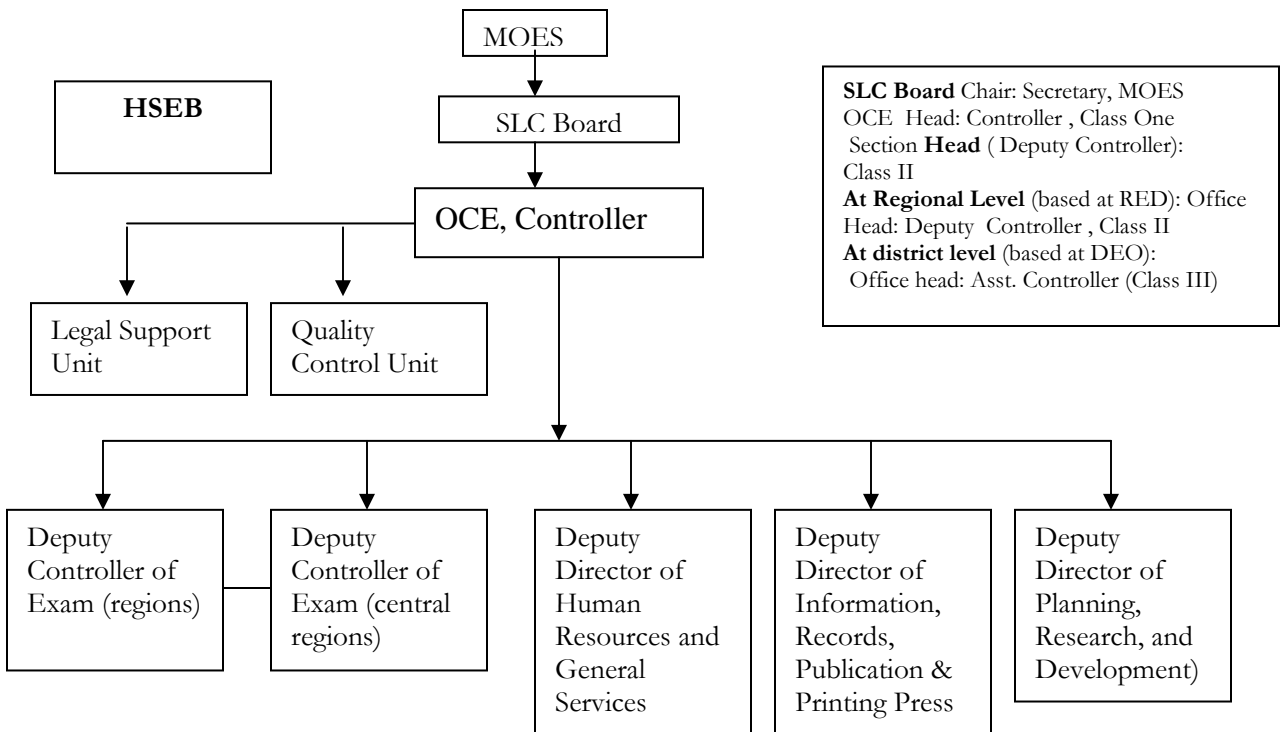 MOES
HSEB
SLC Board
OCE, Controller
SLC Board Chair: Secretary, MOES
OCE Head: Controller , Class One
Section Head ( Deputy Controller):
Class II
At Regional Level (based at RED): Office
Head: Deputy Controller , Class II
At district level (based at DEO):
Office head: Asst. Controller (Class III)
Legal Support
Unit
Quality
Control Unit
Deputy
Controller of
Exam (regions)
Deputy
Controller of
Exam (central
regions)
Deputy
Director of
Human
Resources and
General
Services
Deputy
Director of
Information,
Records,
Publication &
Printing Press
Deputy
Director of
Planning,
Research, and
Development)